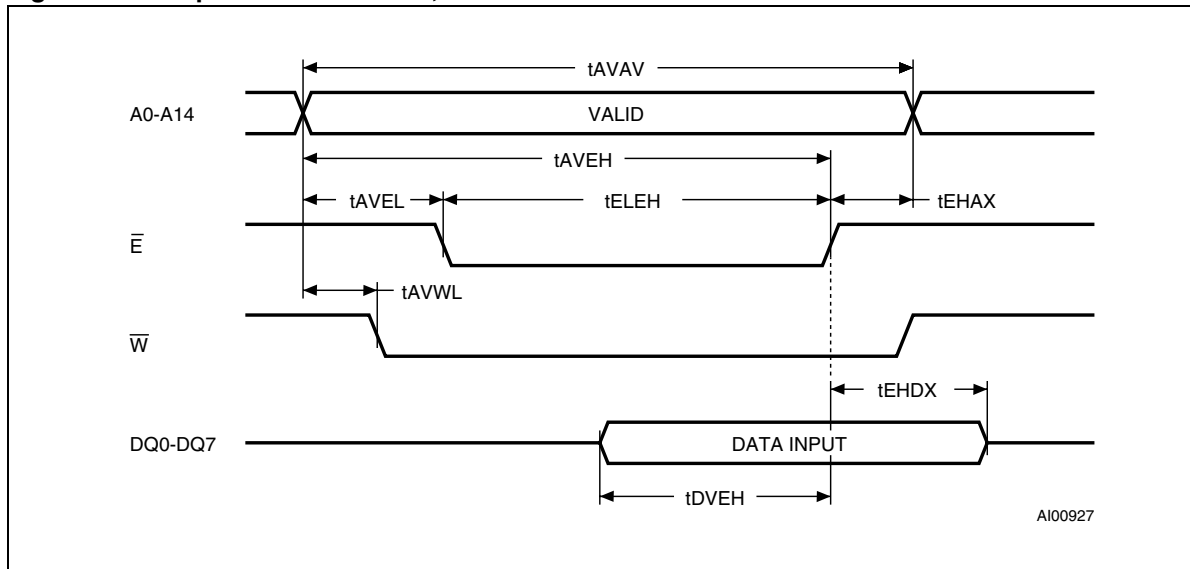 tAVAV
A0-A14
VALID
tAVEH
tAVEL
tELEH
tEHAX
E̅
tAVWL
W̅
tEHDX
DQ0-DQ7
DATA INPUT
tDVEH
AI00927